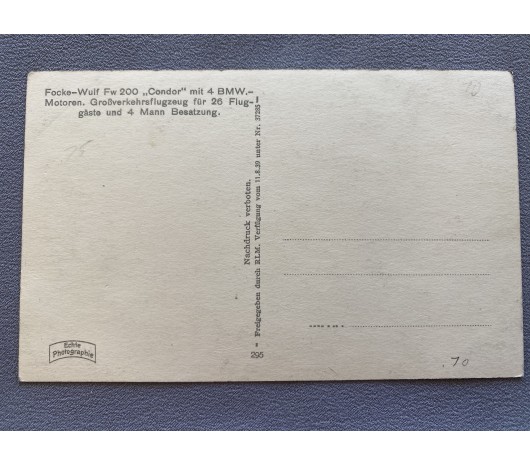 Focke-Wulf Fw 200 „Condor" mit 4 BMW.-
Motoren. Großverkehrsflugzeug für 26 Flug-
gäste und 4 Mann Besatzung.
Nachdruck verboten.
Freigegeben durch RLM. Verfügung vom 11.8.39 unter Nr. 37285
Echte
Photographie
295
.70